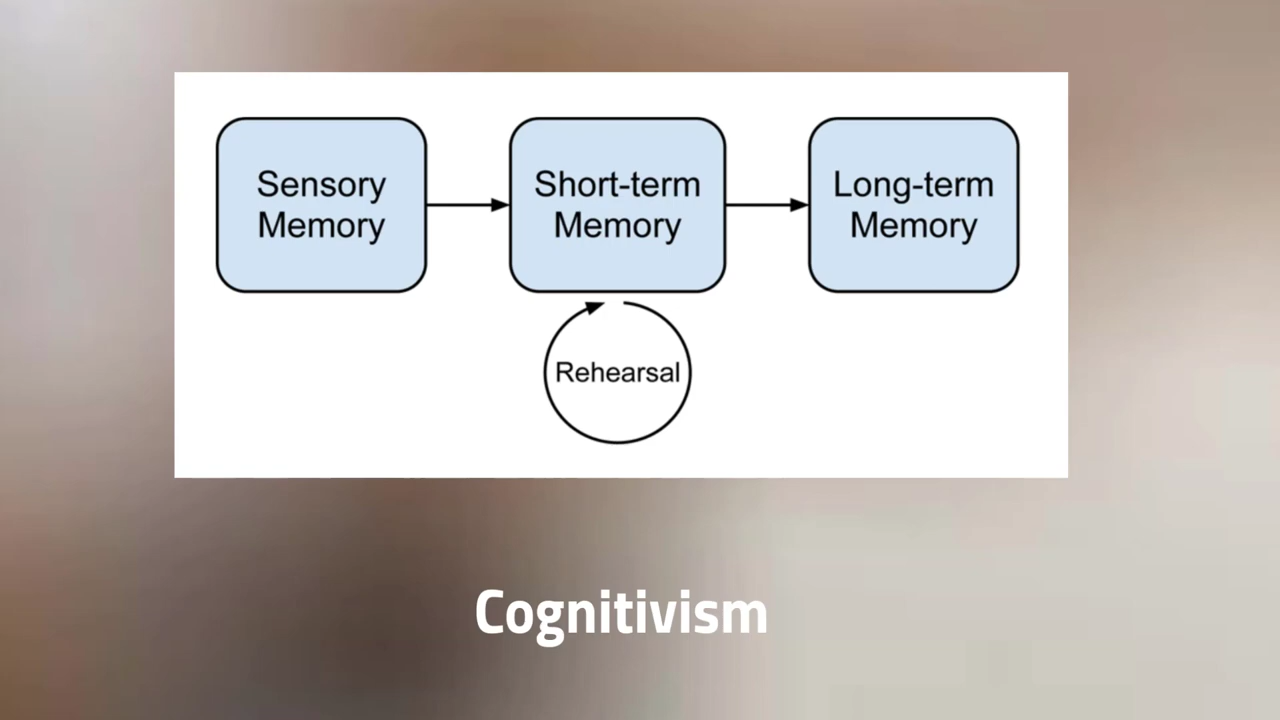 Sensory
Memory
Short-term
Memory
Long-term
Memory
Rehearsal
Cognitivism